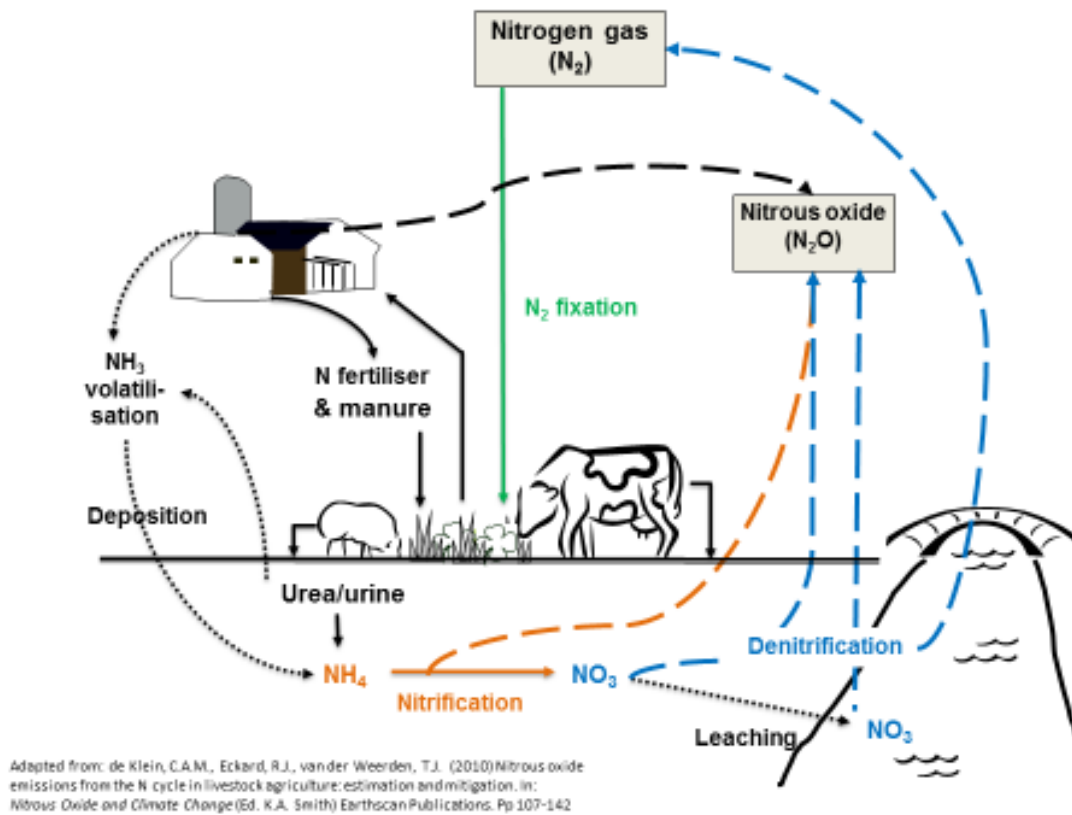 Nitrogen gas
(N₂)
Nitrous oxide
(N₂O)
N₂ fixation
NH₃
volatili-
sation
N fertiliser
& manure
Deposition
Urea/urine
NH₄
Nitrification
NO₃
Denitrification
Leaching
NO₃
Adapted from: de Klein, C.A.M., Eckard, R.J., van der Weerden, T.J. (2010) Nitrous oxide
emissions from the N cycle in livestock agriculture: estimation and mitigation. In:
Nitrous Oxide and Climate Change (Ed. K.A. Smith) Earthscan Publications. Pp 107-142